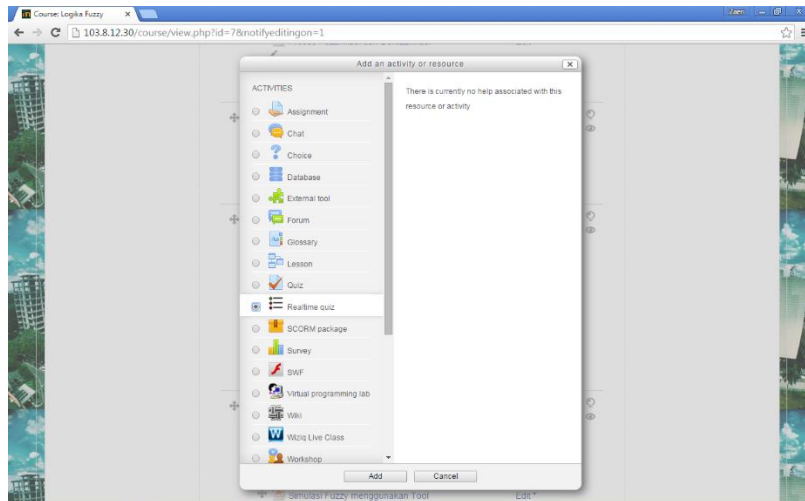 Course: Logika Fuzzy
103.8.12.30/course/view.php?id=7&notifyeditingon=1
Add an activity or resource
ACTIVITIES
Assignment
Chat
Choice
Database
External tool
Forum
Glossary
Lesson
Quiz
Realtime quiz
SCORM package
Survey
SWF
Virtual programming lab
Wiki
Wiziq Live Class
Workshop
There is currently no help associated with this
resource or activity
Add
Cancel
Simulasi Fuzzy menggunakan Tool
Edit